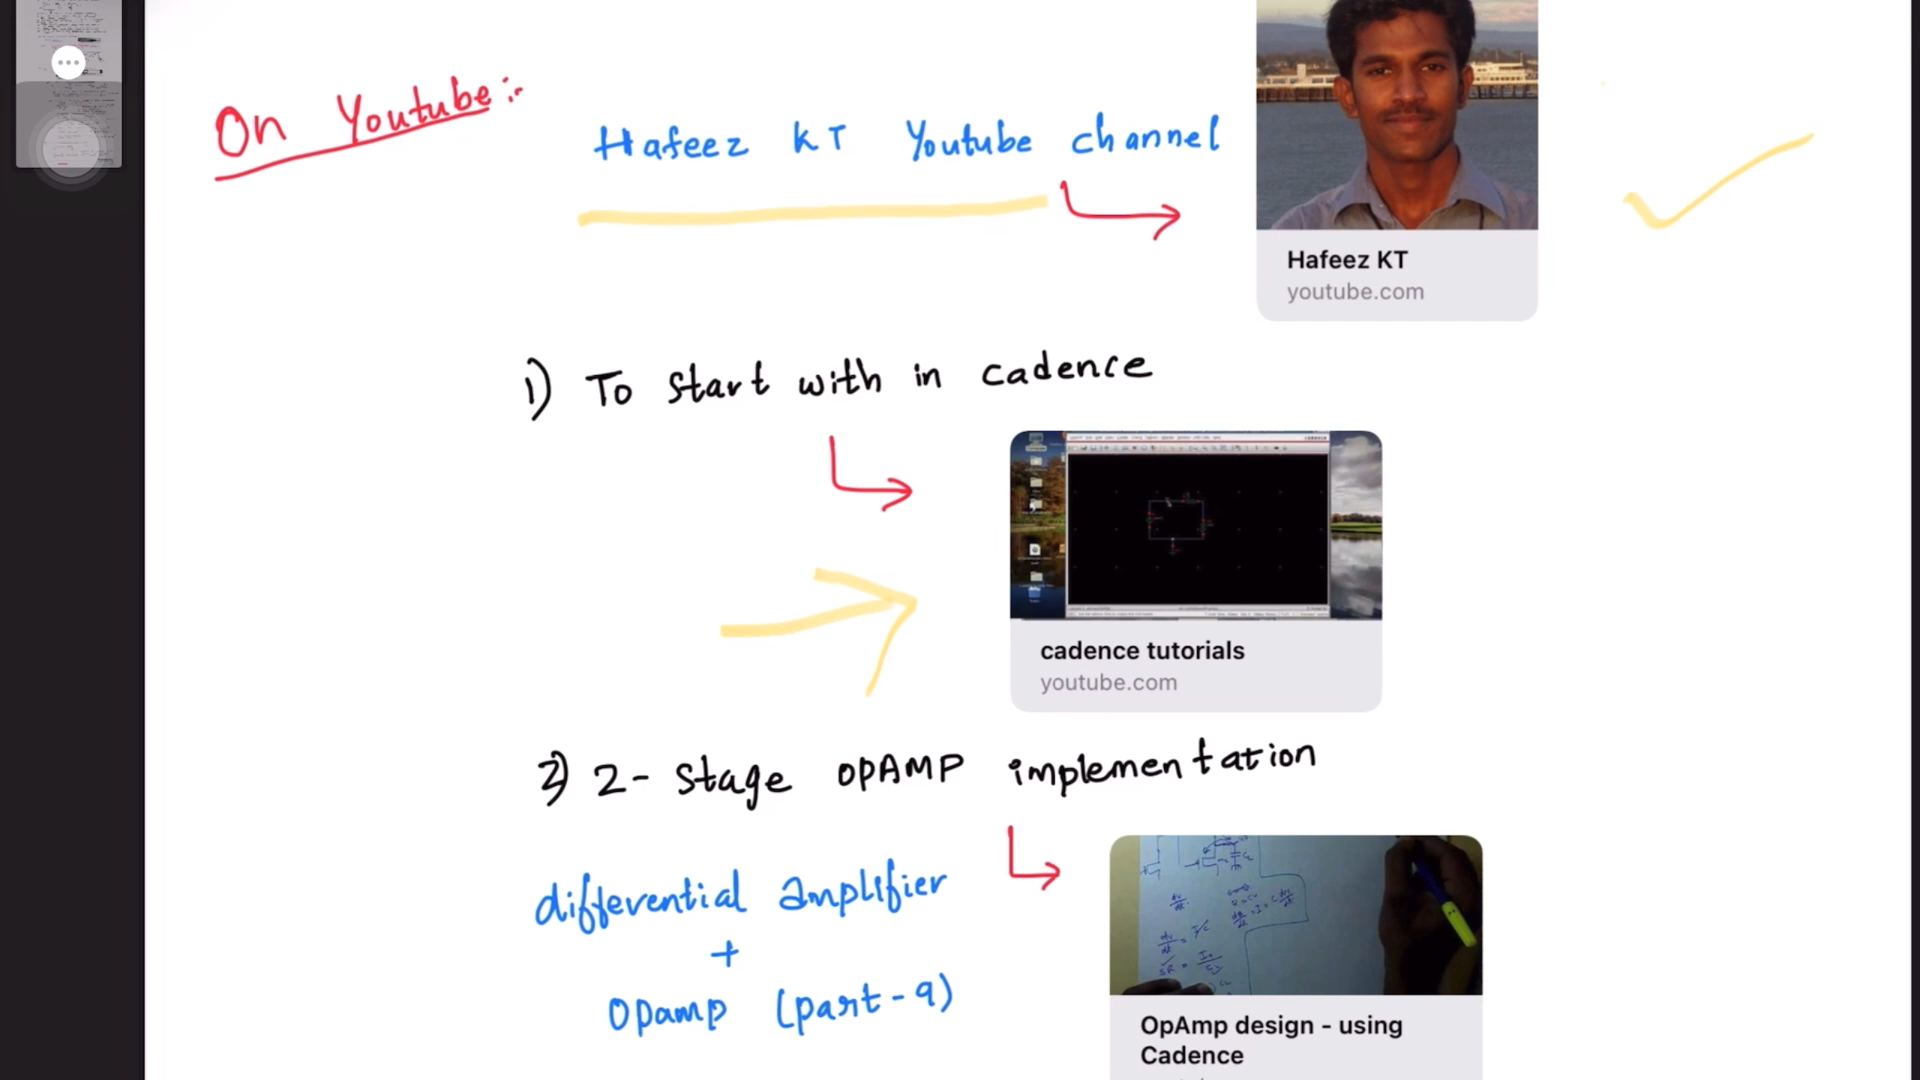 On Youtube :-
Hafeez KT Youtube channel
Hafeez KT
youtube.com
1) To start with in cadence
cadence tutorials
youtube.com
2) 2- stage OPAMP implementation
differential amplifier
+
Opamp (part-9)
OpAmp design - using
Cadence